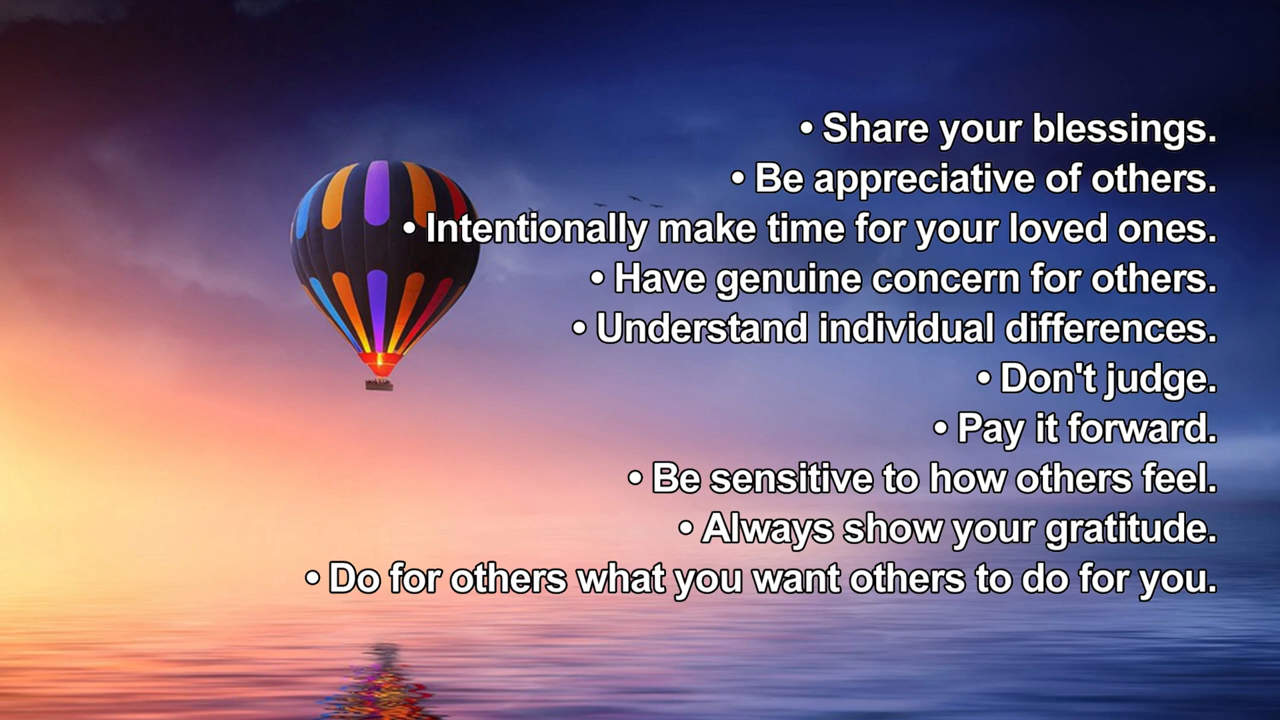 • Share your blessings.
• Be appreciative of others.
• Intentionally make time for your loved ones.
• Have genuine concern for others.
• Understand individual differences.
• Don't judge.
• Pay it forward.
• Be sensitive to how others feel.
• Always show your gratitude.
• Do for others what you want others to do for you.